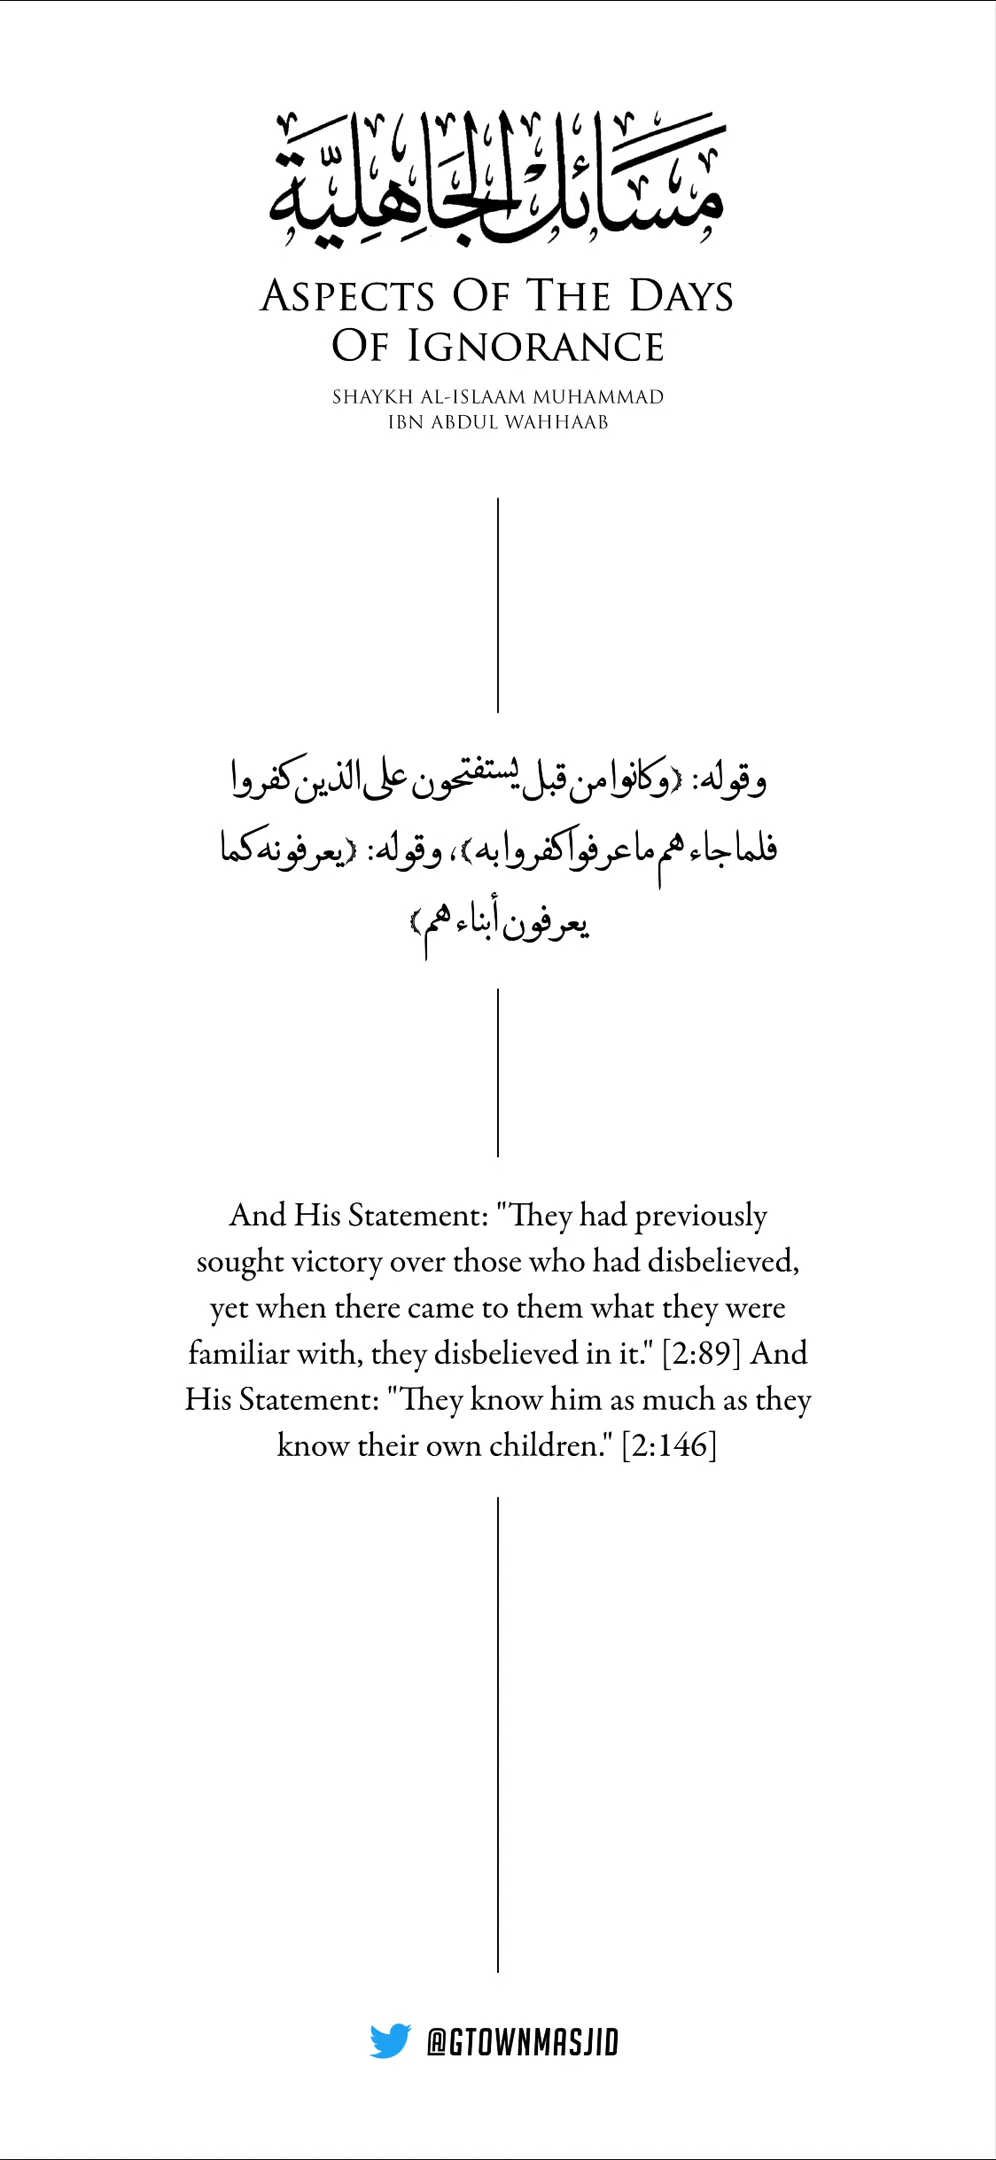 مَسَائلُ الجَاهِليَّة
ASPECTS OF THE DAYS
OF IGNORANCE
SHAYKH AL-ISLAAM MUHAMMAD
IBN ABDUL WAHHAAB
وقوله: ﴿وكانوا من قبل يستفتحون على الذين كفروا
فلما جاءهم ما عرفوا كفروا به﴾، وقوله: ﴿يعرفونه كما
يعرفون أبناءهم﴾
And His Statement: "They had previously
sought victory over those who had disbelieved,
yet when there came to them what they were
familiar with, they disbelieved in it." [2:89] And
His Statement: "They know him as much as they
know their own children." [2:146]
@GTOWNMASJID